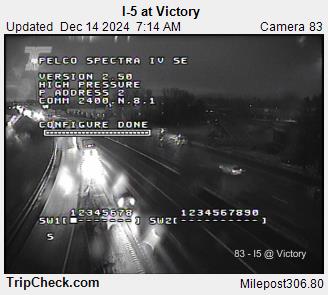 I-5 at Victory
Updated Dec 14 2024 7:14 AM Camera 83
PELCO SPECTRA IV SE
VERSION 2.50
HIGH PRESSURE
P ADDRESS 2
COMM 2400,N,8,1
CONFIGURE DONE
12345678 1234567890
SW1[■-------] SW2[----------]
S
83 - I5 @ Victory
TripCheck.com Milepost306.80